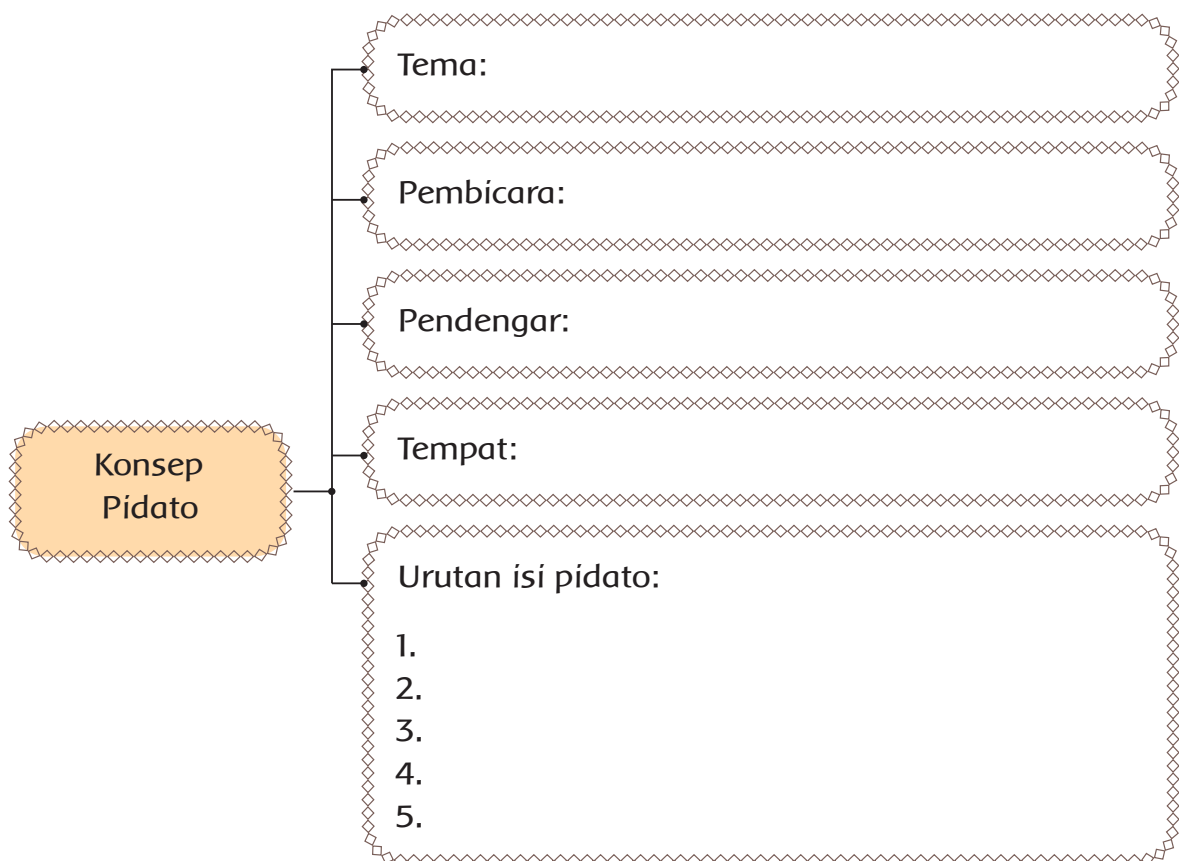 Tema:
Pembicara:
Pendengar:
Tempat:
Konsep
Pidato
Urutan isi pidato:
1.
2.
3.
4.
5.